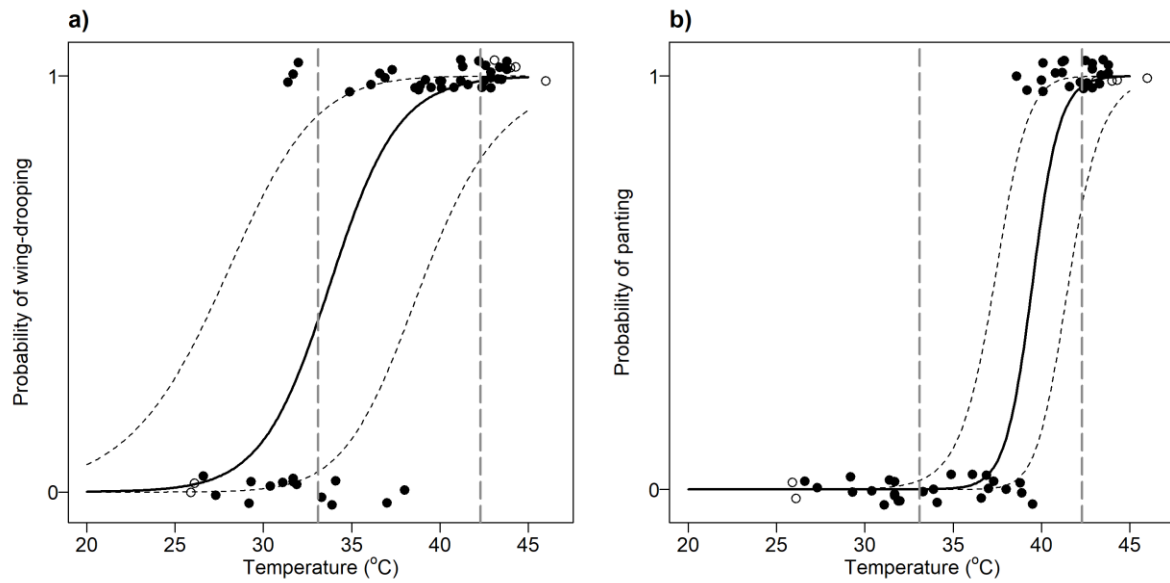 a)
Probability of wing-drooping
1
0
20 25 30 35 40 45
Temperature (°C)
b)
Probability of panting
1
0
20 25 30 35 40 45
Temperature (°C)